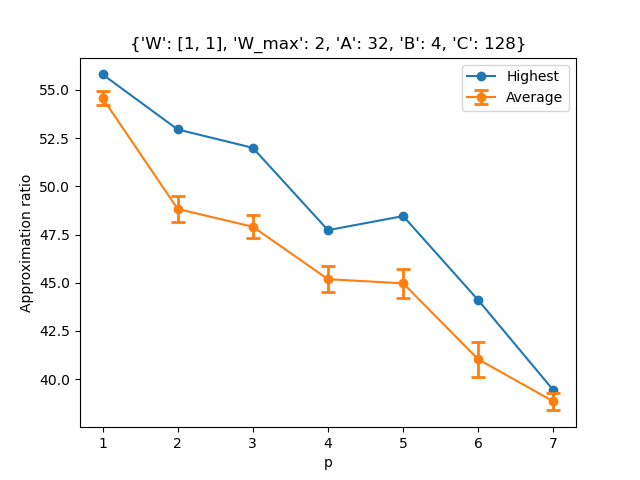 {'W': [1, 1], 'W_max': 2, 'A': 32, 'B': 4, 'C': 128}
Highest
Average
55.0
52.5
50.0
47.5
45.0
42.5
40.0
Approximation ratio
1 2 3 4 5 6 7
p